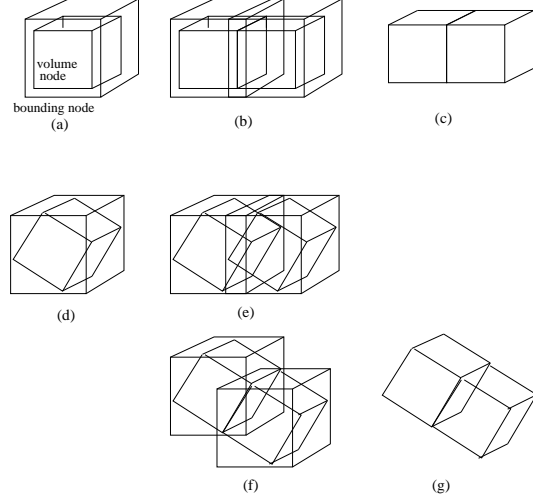 volume
node
bounding node
(a)
(b)
(c)
(d)
(e)
(f)
(g)